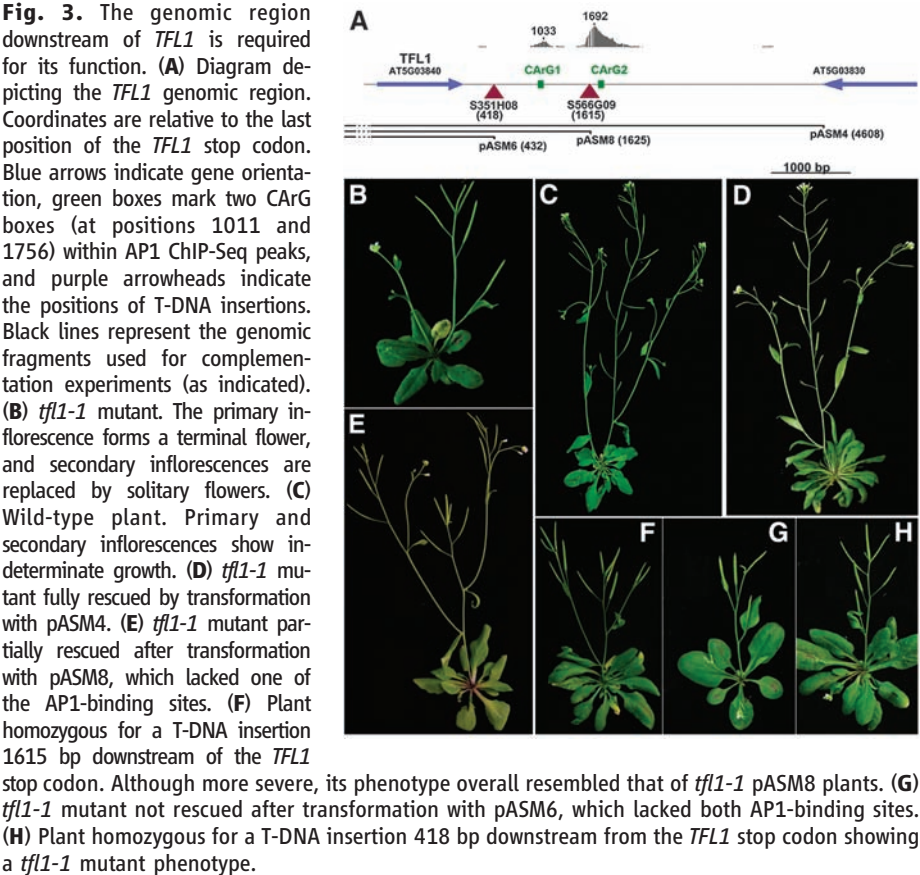 Fig. 3. The genomic region
downstream of TFL1 is required
for its function. (A) Diagram de-
picting the TFL1 genomic region.
Coordinates are relative to the last
position of the TFL1 stop codon.
Blue arrows indicate gene orienta-
tion, green boxes mark two CArG
boxes (at positions 1011 and
1756) within AP1 ChIP-Seq peaks,
and purple arrowheads indicate
the positions of T-DNA insertions.
Black lines represent the genomic
fragments used for complemen-
tation experiments (as indicated).
(B) tfl1-1 mutant. The primary in-
florescence forms a terminal flower,
and secondary inflorescences are
replaced by solitary flowers. (C)
Wild-type plant. Primary and
secondary inflorescences show in-
determinate growth. (D) tfl1-1 mu-
tant fully rescued by transformation
with pASM4. (E) tfl1-1 mutant par-
tially rescued after transformation
with pASM8, which lacked one of
the AP1-binding sites. (F) Plant
homozygous for a T-DNA insertion
1615 bp downstream of the TFL1
stop codon. Although more severe, its phenotype overall resembled that of tfl1-1 pASM8 plants. (G)
tfl1-1 mutant not rescued after transformation with pASM6, which lacked both AP1-binding sites.
(H) Plant homozygous for a T-DNA insertion 418 bp downstream from the TFL1 stop codon showing
a tfl1-1 mutant phenotype.
A
1692
1033
TFL1
AT5G03840
CArG1
CArG2
AT5G03830
S351H08
(418)
S566G09
(1615)
pASM4 (4608)
pASM8 (1625)
pASM6 (432)
1000 bp
B
C
D
E
F
G
H